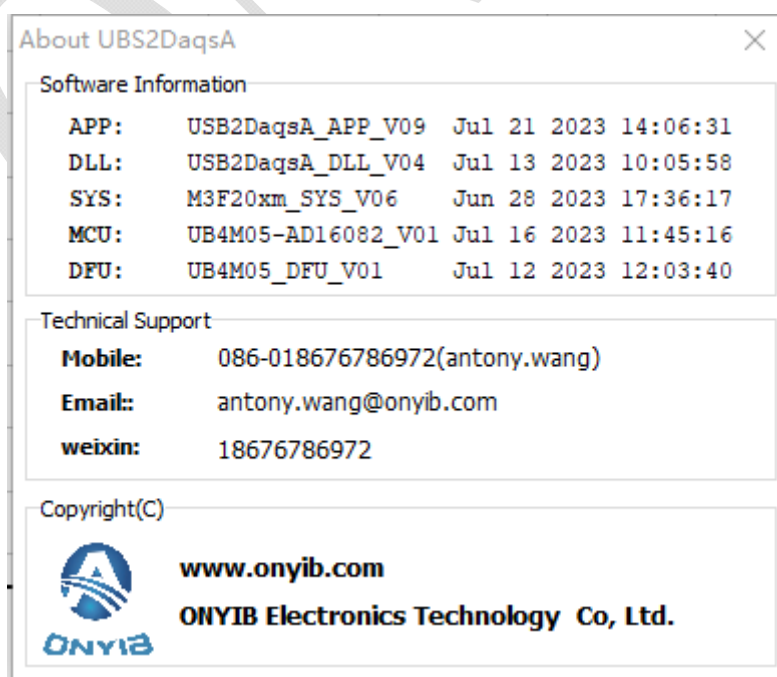 About UBS2DaqsA
Software Information
APP: USB2DaqsA_APP_V09 Jul 21 2023 14:06:31
DLL: USB2DaqsA_DLL_V04 Jul 13 2023 10:05:58
SYS: M3F20xm_SYS_V06 Jun 28 2023 17:36:17
MCU: UB4M05-AD16082_V01 Jul 16 2023 11:45:16
DFU: UB4M05_DFU_V01 Jul 12 2023 12:03:40
Technical Support
Mobile: 086-018676786972(antony.wang)
Email:: antony.wang@onyib.com
weixin: 18676786972
Copyright(C)
www.onyib.com
ONYIB Electronics Technology Co, Ltd.
ONYIB